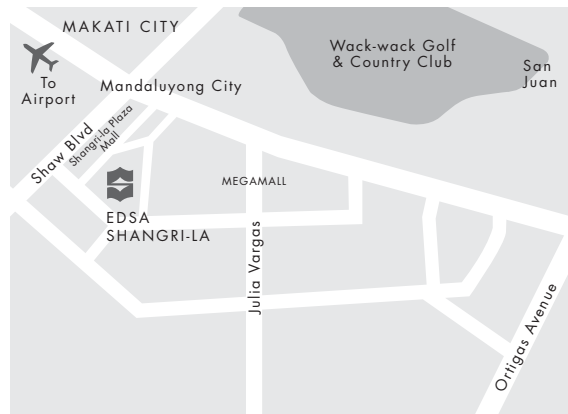 MAKATI CITY
Wack-wack Golf
& Country Club
San
Juan
To
Airport
Mandaluyong City
Shaw Blvd
Shangri-la Plaza
Mall
MEGAMALL
EDSA
SHANGRI-LA
Julia Vargas
Ortigas Avenue